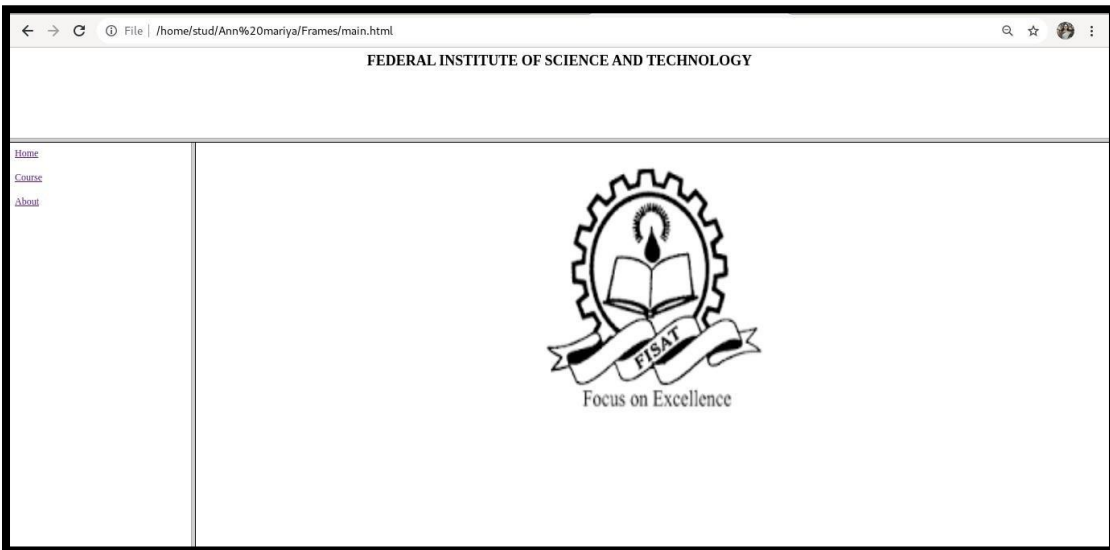 File | /home/stud/Ann%20mariya/Frames/main.html
FEDERAL INSTITUTE OF SCIENCE AND TECHNOLOGY
Home
Course
About
FISAT
Focus on Excellence